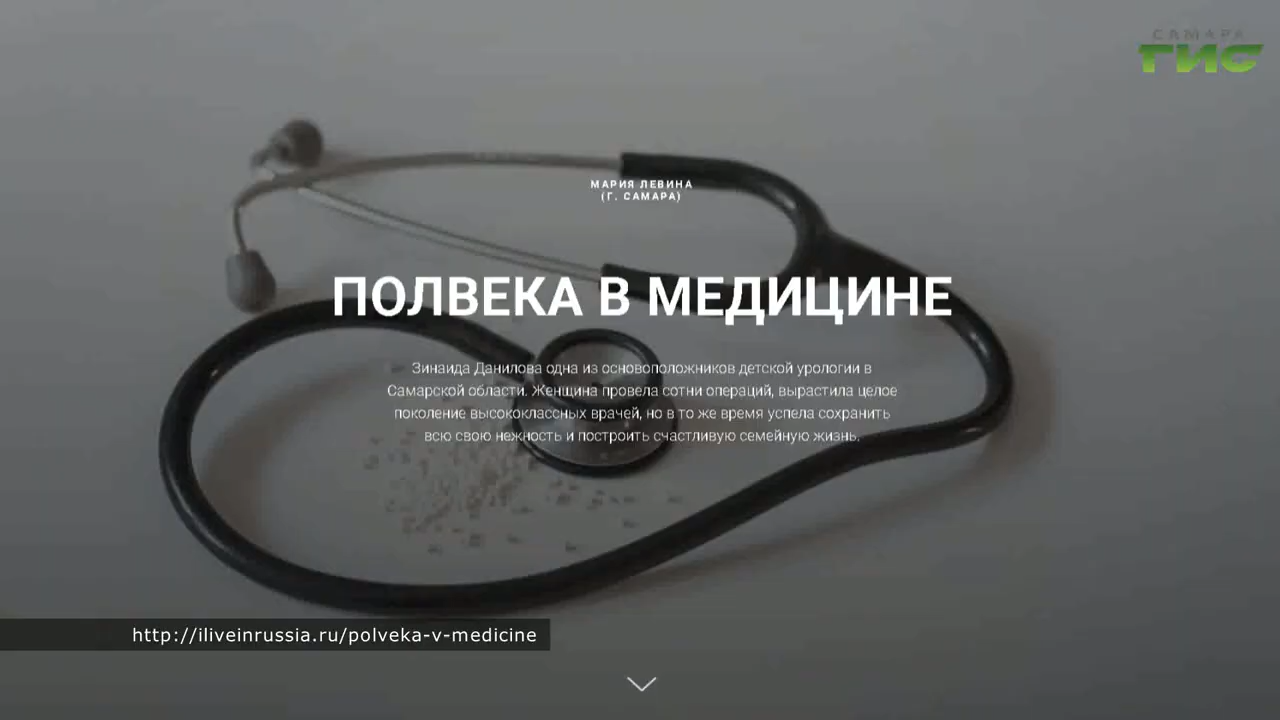 САМАРА
ГИС
МАРИЯ ЛЕВИНА
(Г. САМАРА)
ПОЛВЕКА В МЕДИЦИНЕ
Зинаида Данилова одна из основоположников детской урологии в
Самарской области. Женщина провела сотни операций, вырастила целое
поколение высококлассных врачей, но в то же время успела сохранить
всю свою нежность и построить счастливую семейную жизнь.
http://iliveinrussia.ru/polveka-v-medicine